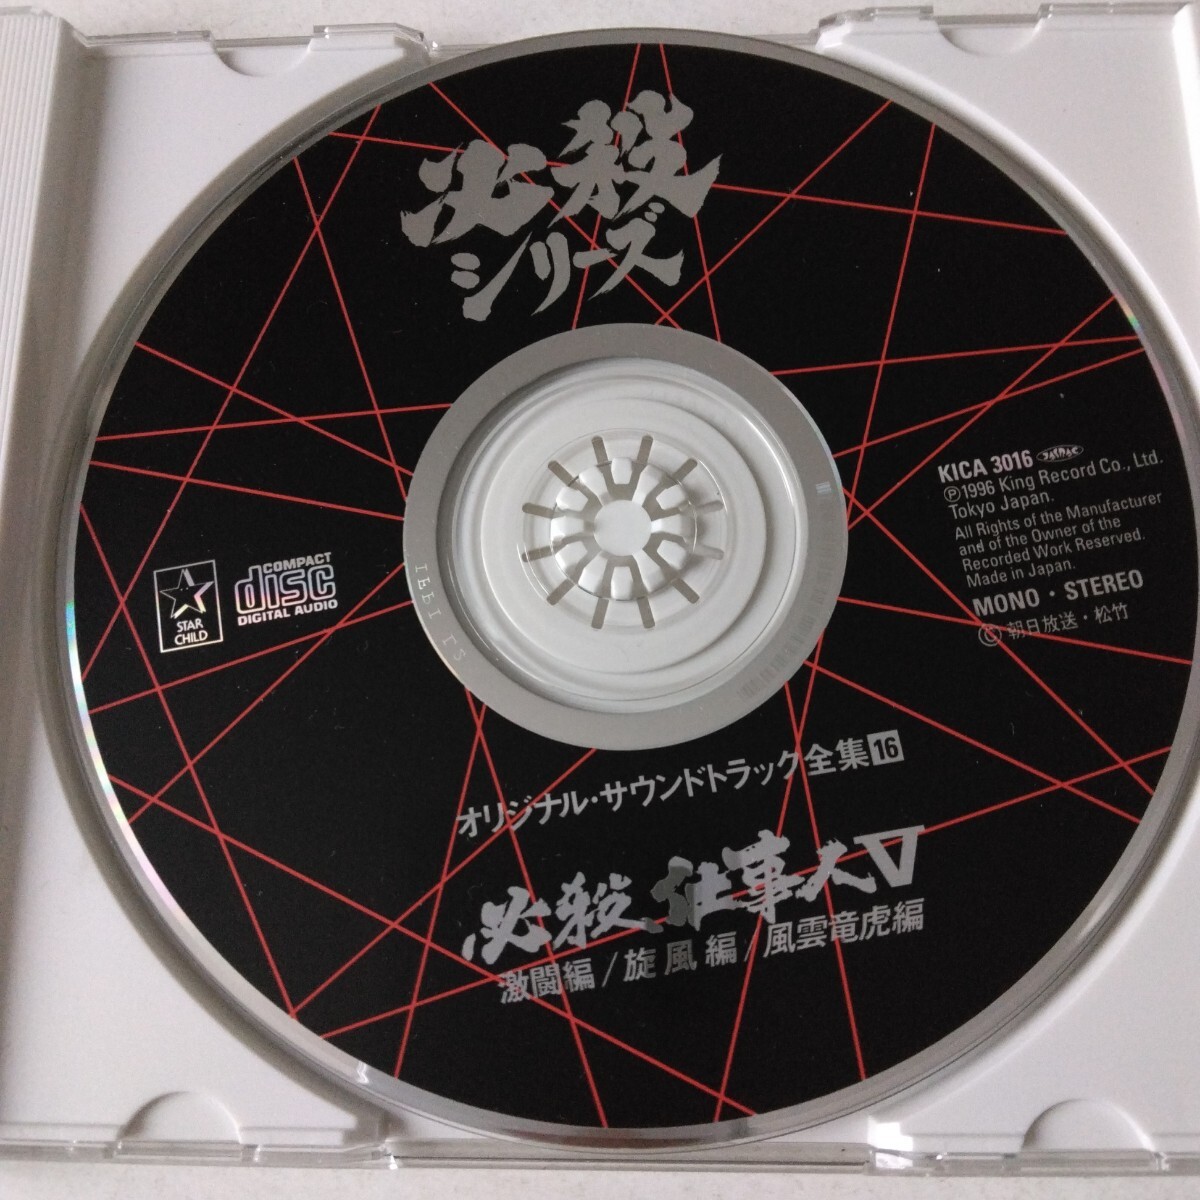 必殺
シリーズ
KICA 3016
Ⓟ1996 King Record Co., Ltd.
Tokyo Japan.
All Rights of the Manufacturer
and of the Owner of the
Recorded Work Reserved.
Made in Japan.
MONO・STEREO
Ⓒ 朝日放送・松竹
STAR
CHILD
COMPACT
disc
DIGITAL AUDIO
オリジナル・サウンドトラック全集16
必殺仕事人V
激闘編/旋風編/風雲竜虎編